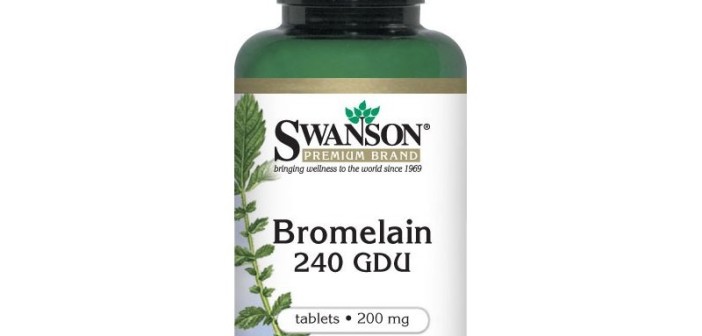 SWANSON®
PREMIUM BRAND
bringing wellness to the world since 1969
Bromelain
240 GDU
tablets • 200 mg